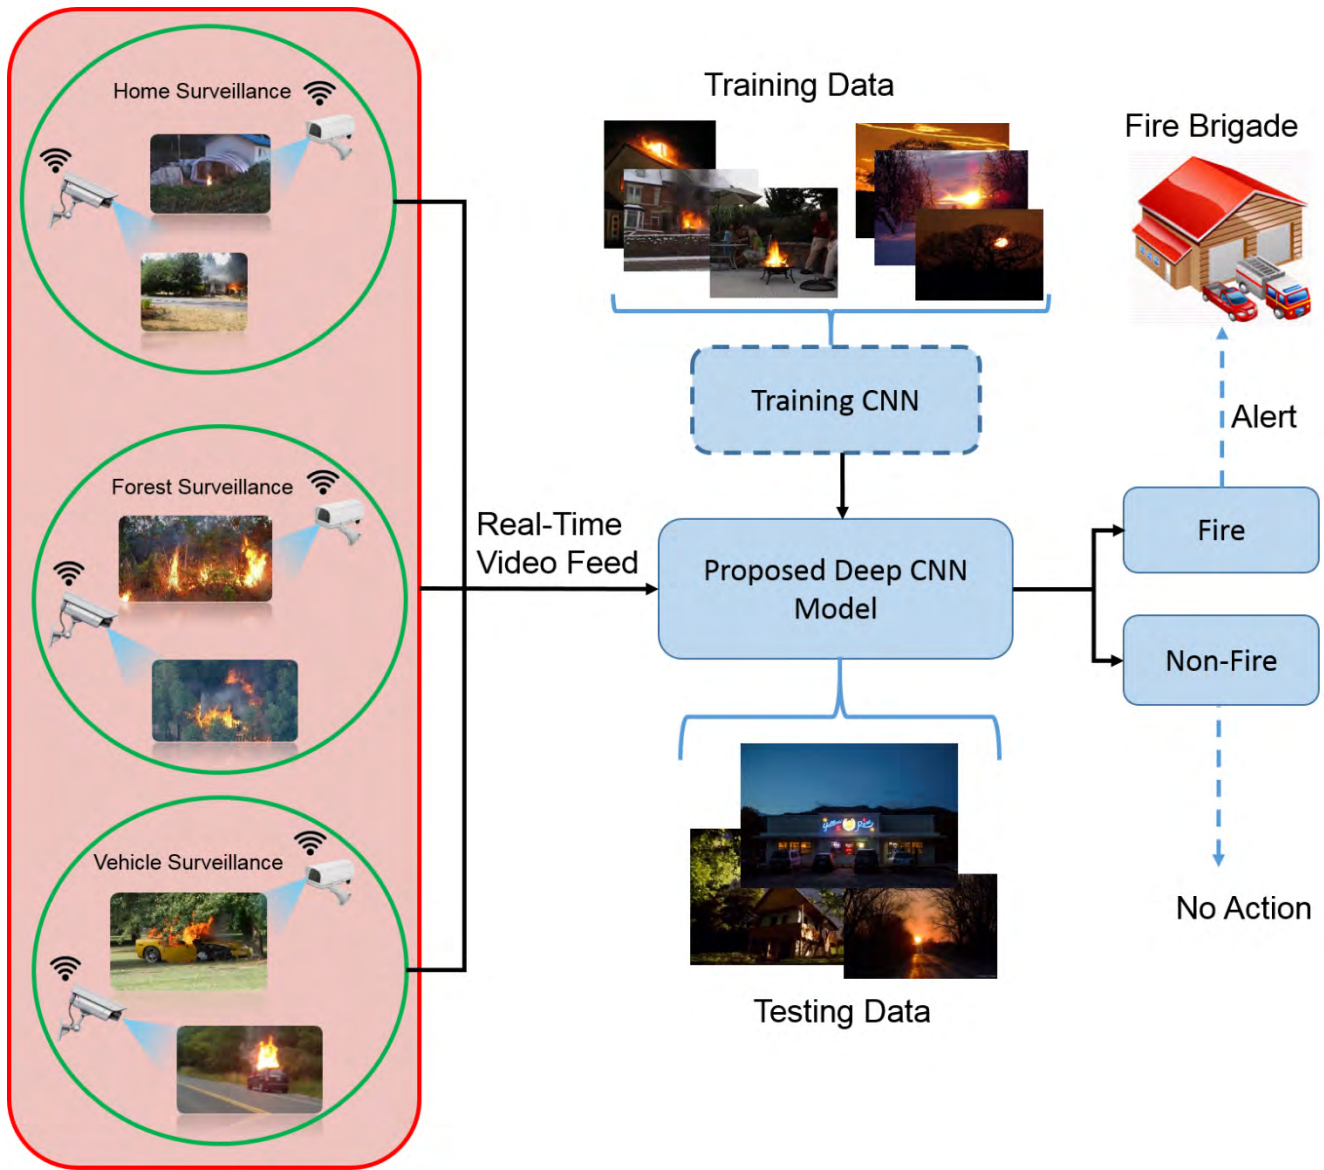 Home Surveillance
Forest Surveillance
Vehicle Surveillance
Real-Time
Video Feed
Training Data
Training CNN
Proposed Deep CNN
Model
Testing Data
Fire Brigade
Alert
Fire
Non-Fire
No Action